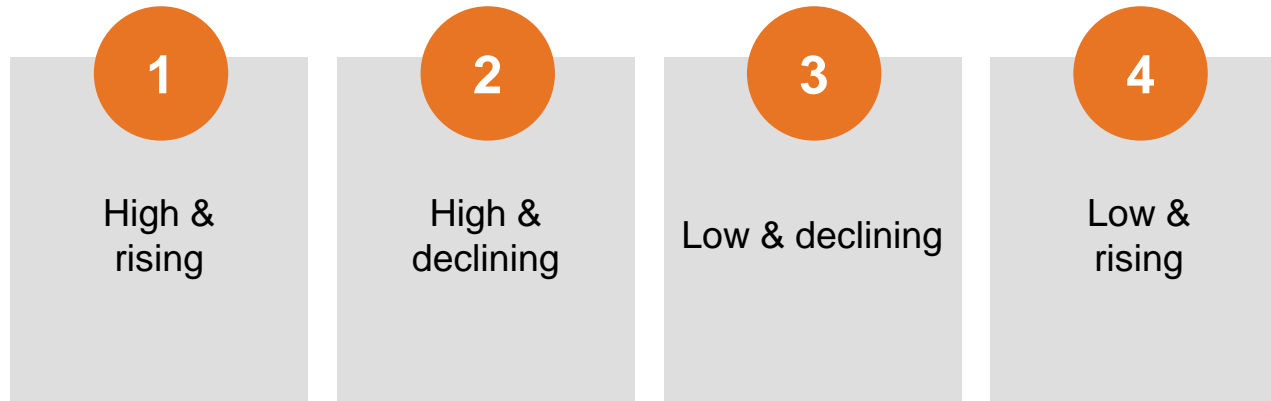 1
High &
rising
2
High &
declining
3
Low & declining
4
Low &
rising